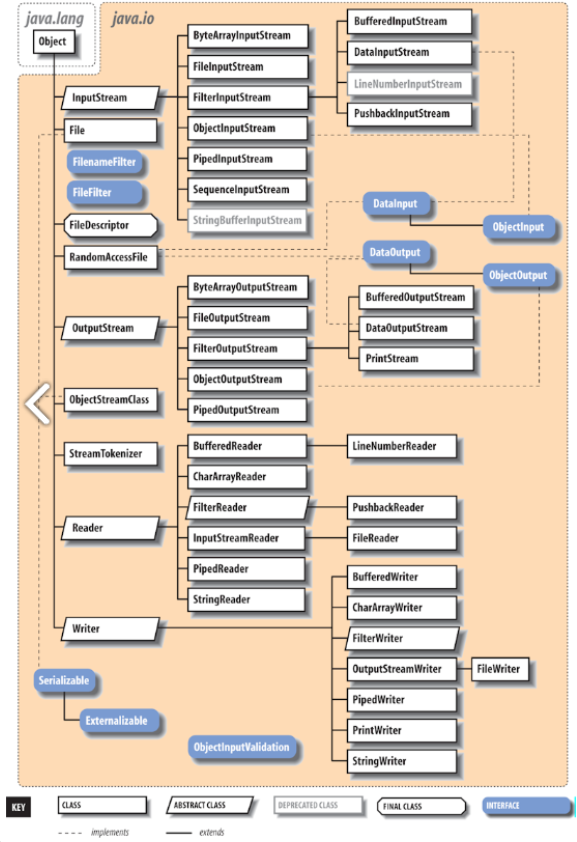 java.lang
java.io
Object
ByteArrayInputStream
FileInputStream
FilterInputStream
ObjectInputStream
PipedInputStream
SequenceInputStream
StringBufferInputStream
BufferedInputStream
DataInputStream
LineNumberInputStream
PushbackInputStream
InputStream
File
FilenameFilter
FileFilter
FileDescriptor
RandomAccessFile
DataInput
ObjectInput
DataOutput
ObjectOutput
OutputStream
ByteArrayOutputStream
FileOutputStream
FilterOutputStream
ObjectOutputStream
PipedOutputStream
BufferedOutputStream
DataOutputStream
PrintStream
ObjectStreamClass
StreamTokenizer
Reader
BufferedReader
CharArrayReader
FilterReader
InputStreamReader
PipedReader
StringReader
LineNumberReader
PushbackReader
FileReader
Writer
BufferedWriter
CharArrayWriter
FilterWriter
OutputStreamWriter
FileWriter
PipedWriter
PrintWriter
StringWriter
Serializable
Externalizable
ObjectInputValidation
KEY
CLASS
ABSTRACT CLASS
DEPRECATED CLASS
FINAL CLASS
INTERFACE
implements
extends